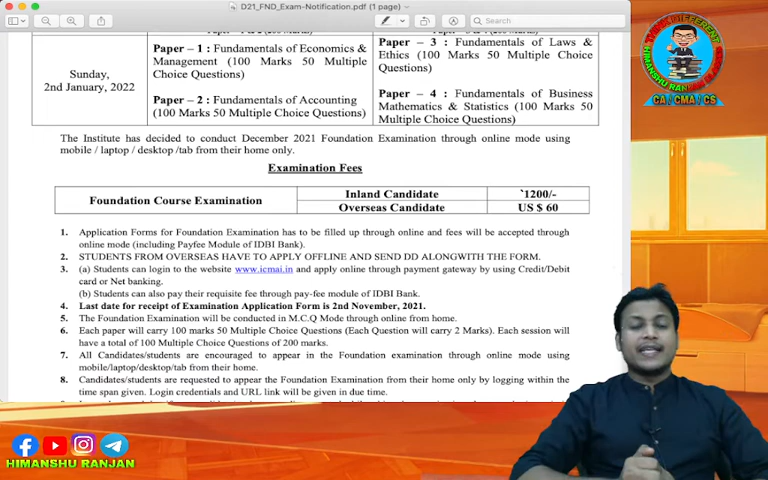 D21_FND_Exam-Notification.pdf (1 page)
Search
Paper – 1 : Fundamentals of Economics &
Management (100 Marks 50 Multiple
Choice Questions)
Paper – 2 : Fundamentals of Accounting
(100 Marks 50 Multiple Choice Questions)
Sunday,
2nd January, 2022
Paper – 3 : Fundamentals of Laws &
Ethics (100 Marks 50 Multiple Choice
Questions)
Paper – 4 : Fundamentals of Business
Mathematics & Statistics (100 Marks 50
Multiple Choice Questions)
The Institute has decided to conduct December 2021 Foundation Examination through online mode using
mobile / laptop / desktop /tab from their home only.
Examination Fees
Foundation Course Examination
Inland Candidate
`1200/-
Overseas Candidate
US $ 60
1. Application Forms for Foundation Examination has to be filled up through online and fees will be accepted through
online mode (including Payfee Module of IDBI Bank).
2. STUDENTS FROM OVERSEAS HAVE TO APPLY OFFLINE AND SEND DD ALONGWITH THE FORM.
3. (a) Students can login to the website www.icmai.in and apply online through payment gateway by using Credit/Debit
card or Net banking.
(b) Students can also pay their requisite fee through pay-fee module of IDBI Bank.
4. Last date for receipt of Examination Application Form is 2nd November, 2021.
5. The Foundation Examination will be conducted in M.C.Q Mode through online from home.
6. Each paper will carry 100 marks 50 Multiple Choice Questions (Each Question will carry 2 Marks). Each session will
have a total of 100 Multiple Choice Questions of 200 marks.
7. All Candidates/students are encouraged to appear in the Foundation examination through online mode using
mobile/laptop/desktop/tab from their home.
8. Candidates/students are requested to appear the Foundation Examination from their home only by logging within the
time span given. Login credentials and URL link will be given in due time.
THINK DIFFERENT
HIMANSHU RANJAN CLASSES
CA / CMA / CS
HIMANSHU RANJAN